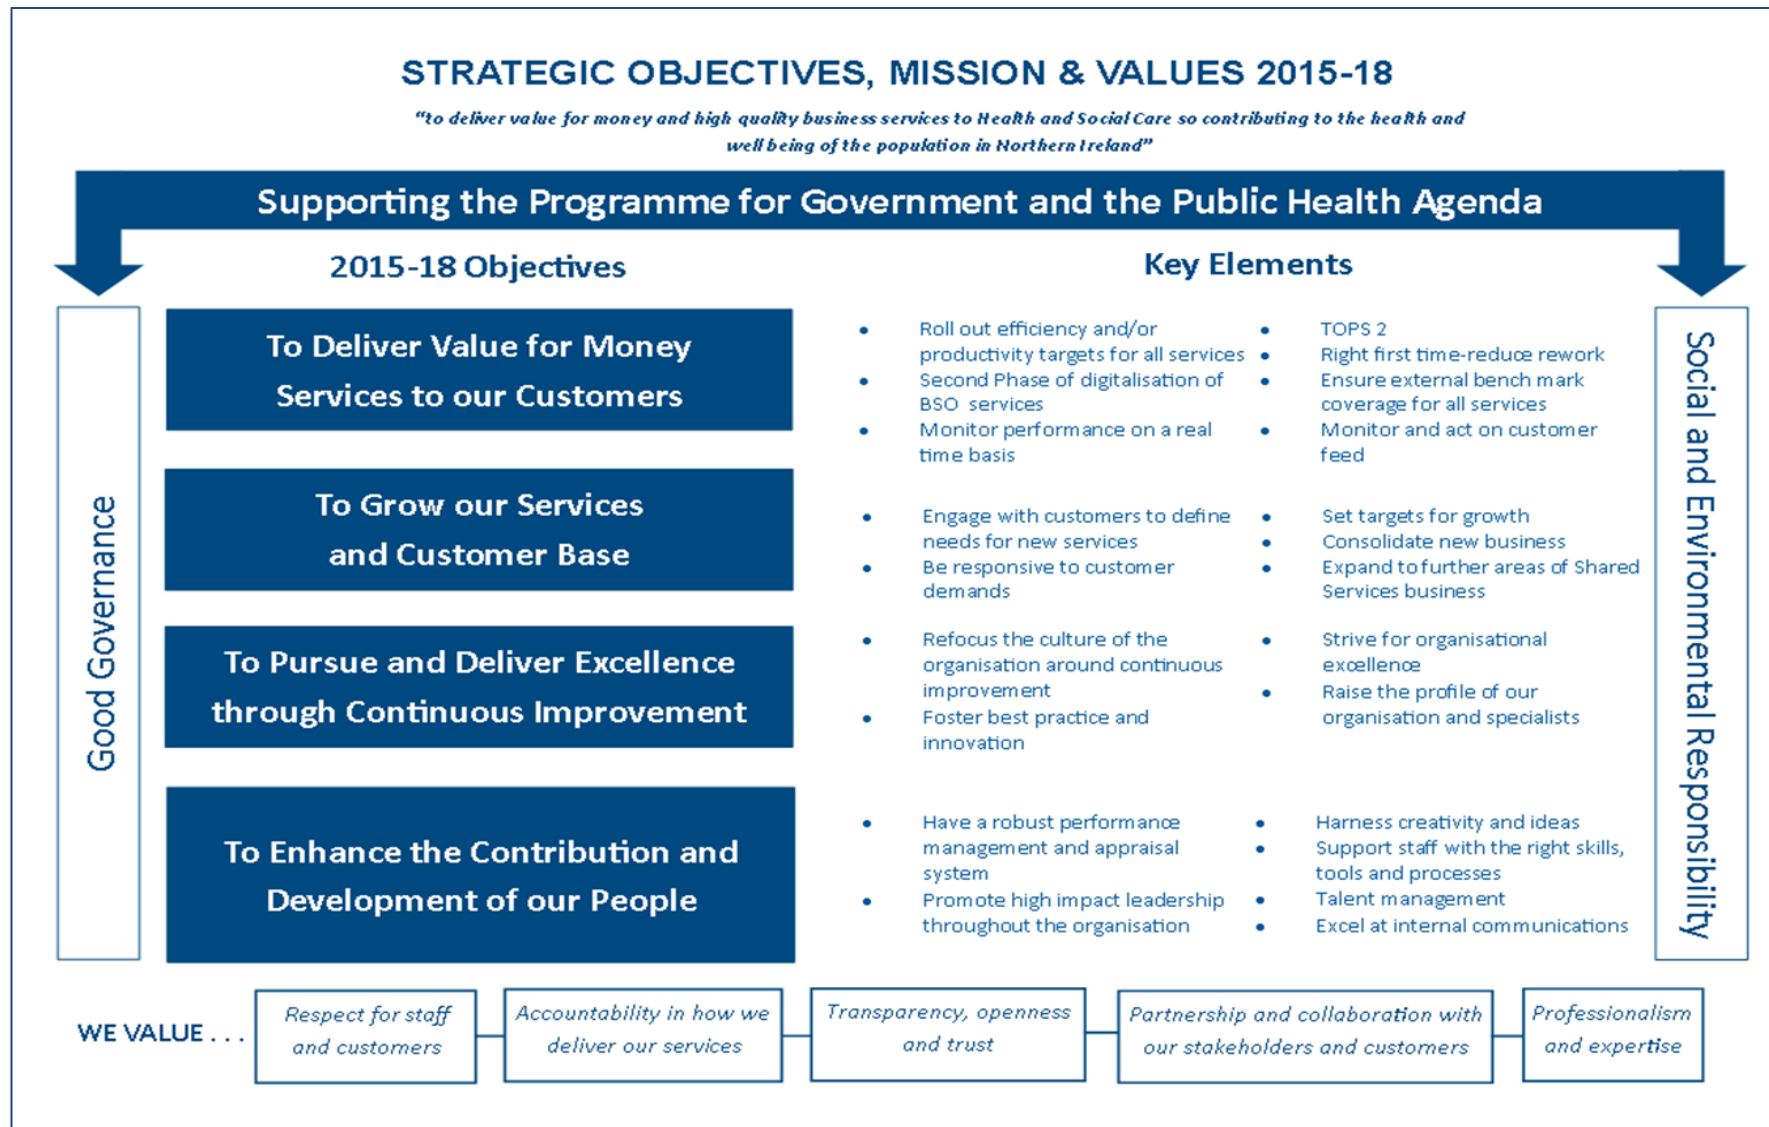 STRATEGIC OBJECTIVES, MISSION & VALUES 2015-18
"to deliver value for money and high quality business services to Health and Social Care so contributing to the health and
well being of the population in Northern Ireland"
Supporting the Programme for Government and the Public Health Agenda
2015-18 Objectives
Key Elements
Good Governance
To Deliver Value for Money
Services to our Customers
• Roll out efficiency and/or
productivity targets for all services
• Second Phase of digitalisation of
BSO services
• Monitor performance on a real
time basis
• TOPS 2
• Right first time-reduce rework
• Ensure external bench mark
coverage for all services
• Monitor and act on customer
feed
To Grow our Services
and Customer Base
• Engage with customers to define
needs for new services
• Be responsive to customer
demands
• Set targets for growth
• Consolidate new business
• Expand to further areas of Shared
Services business
To Pursue and Deliver Excellence
through Continuous Improvement
• Refocus the culture of the
organisation around continuous
improvement
• Foster best practice and
innovation
• Strive for organisational
excellence
• Raise the profile of our
organisation and specialists
To Enhance the Contribution and
Development of our People
• Have a robust performance
management and appraisal
system
• Promote high impact leadership
throughout the organisation
• Harness creativity and ideas
• Support staff with the right skills,
tools and processes
• Talent management
• Excel at internal communications
Social and Environmental Responsibility
WE VALUE . . .
Respect for staff
and customers
Accountability in how we
deliver our services
Transparency, openness
and trust
Partnership and collaboration with
our stakeholders and customers
Professionalism
and expertise